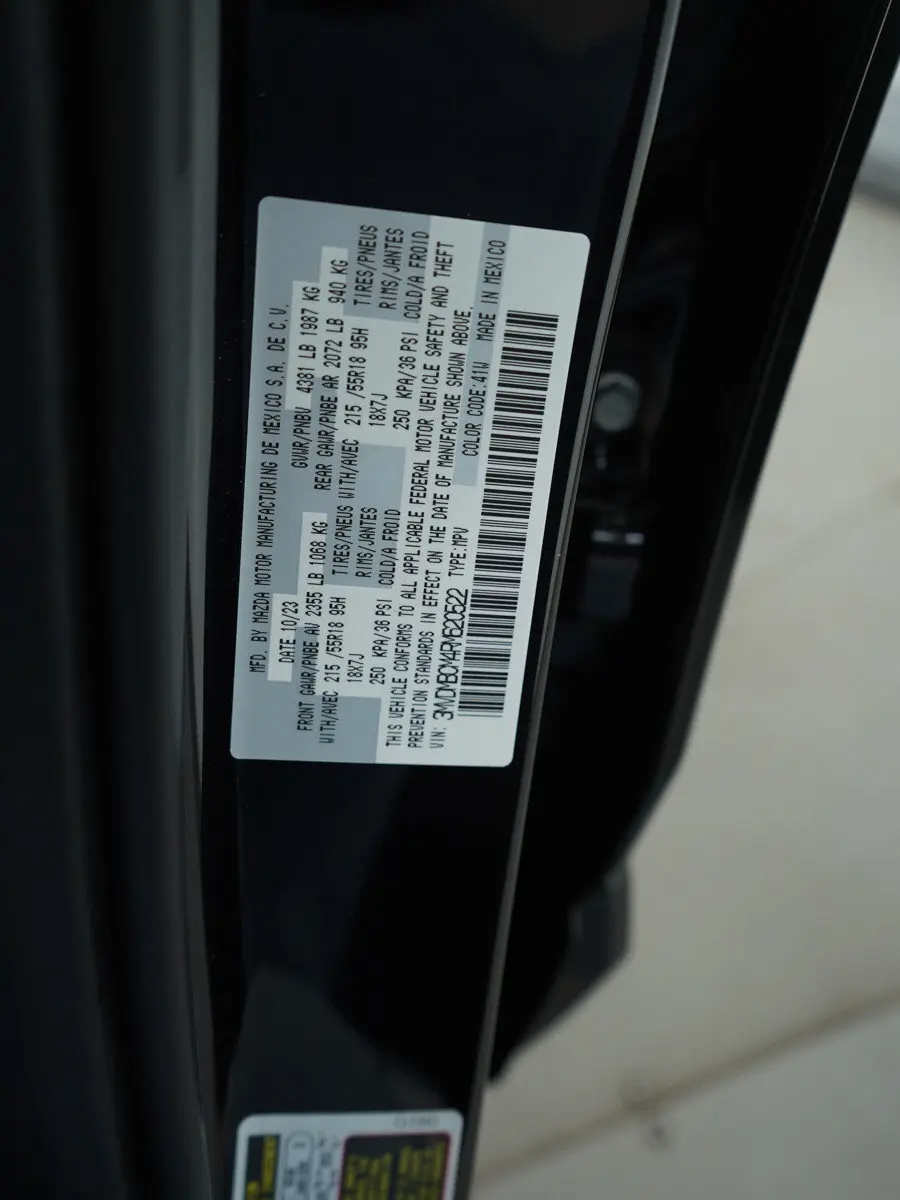 MFD. BY MAZDA MOTOR MANUFACTURING DE MEXICO S.A. DE C.V.
DATE 10/23 GVWR/PNBV 4381 LB 1987 KG
FRONT GAWR/PNBE AV 2355 LB 1068 KG REAR GAWR/PNBE AR 2072 LB 940 KG
WITH/AVEC 215 /55R18 95H TIRES/PNEUS WITH/AVEC 215 /55R18 95H TIRES/PNEUS
18X7J RIMS/JANTES 18X7J RIMS/JANTES
250 KPA/36 PSI COLD/A FROID 250 KPA/36 PSI COLD/A FROID
THIS VEHICLE CONFORMS TO ALL APPLICABLE FEDERAL MOTOR VEHICLE SAFETY AND THEFT
PREVENTION STANDARDS IN EFFECT ON THE DATE OF MANUFACTURE SHOWN ABOVE.
VIN: 3MVDMBCM4RM620522 TYPE:MPV COLOR CODE:41W MADE IN MEXICO